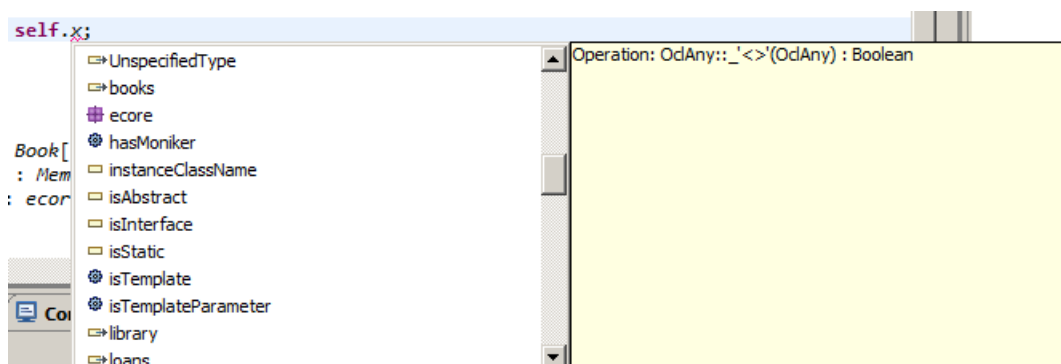 self.x;
UnspecifiedType
Operation: OclAny::_'<>'(OclAny) : Boolean
books
ecore
hasMoniker
Book[
instanceClassName
: Mem
isAbstract
: ecor
isInterface
isStatic
isTemplate
isTemplateParameter
Co
library
loans